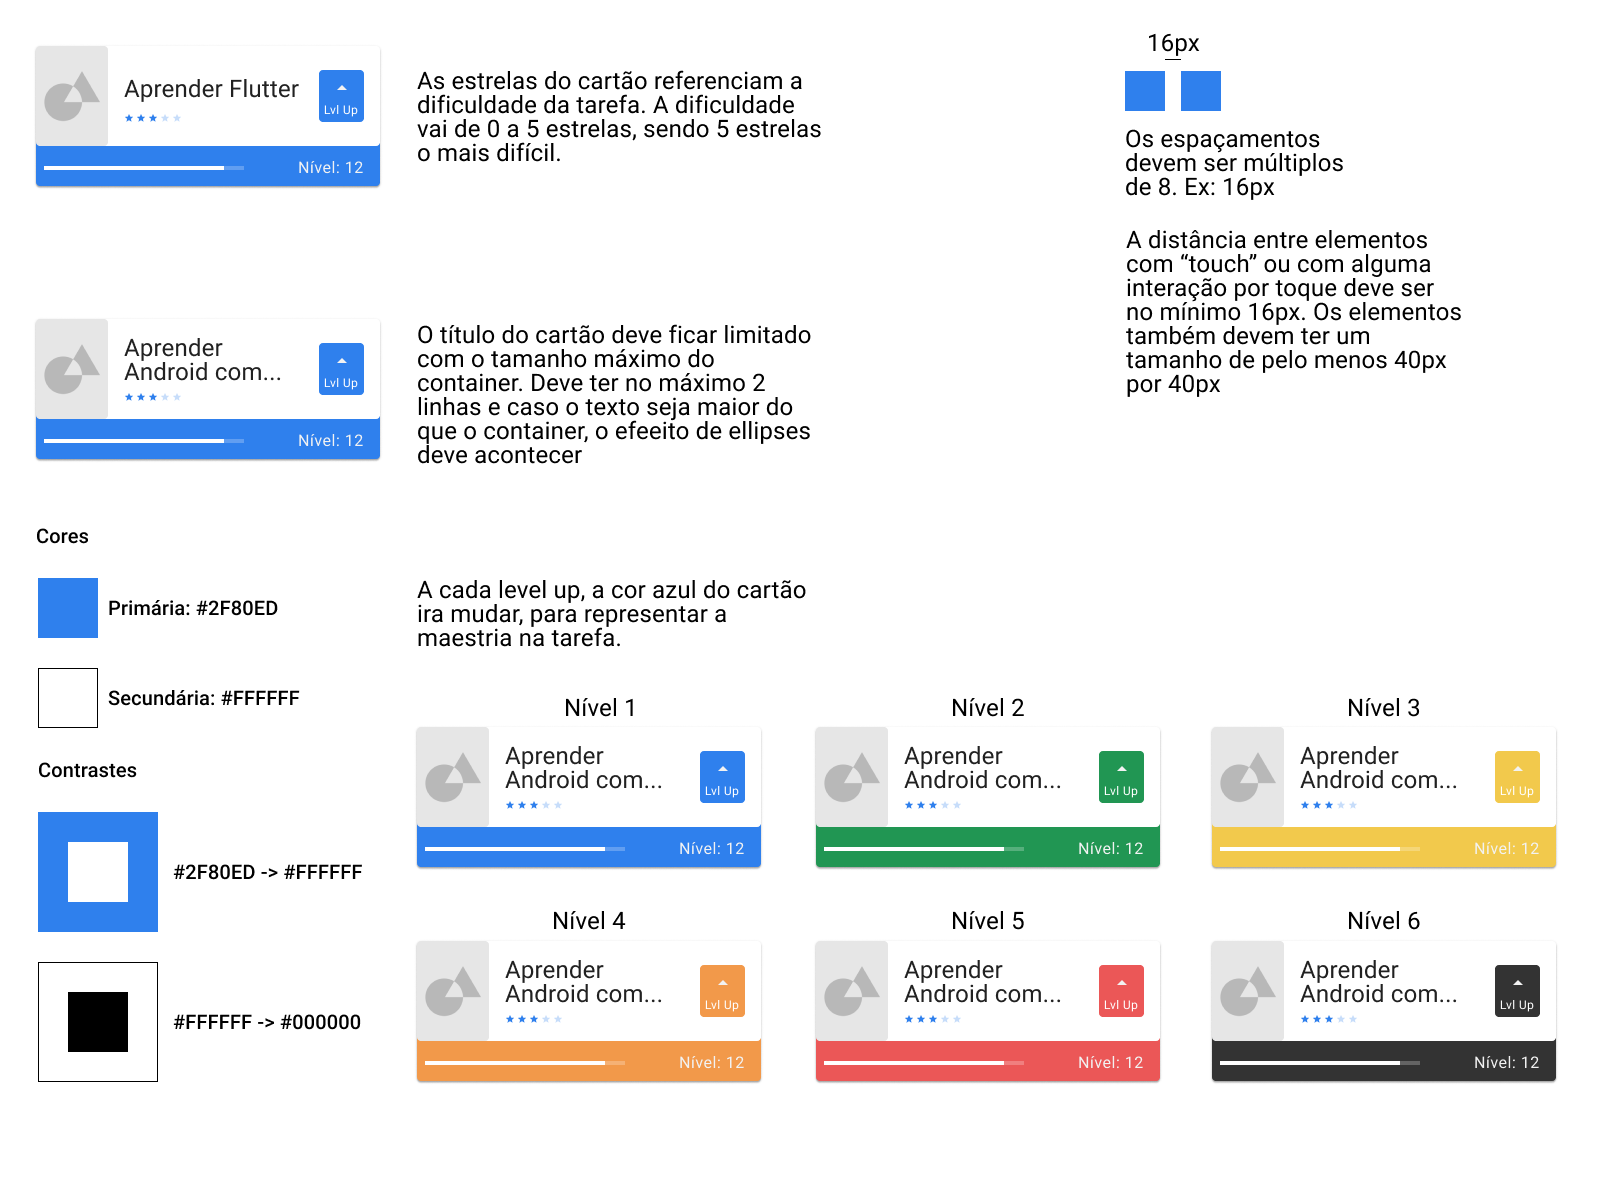 Aprender Flutter
Lvl Up
Nível: 12
As estrelas do cartão referenciam a
dificuldade da tarefa. A dificuldade
vai de 0 a 5 estrelas, sendo 5 estrelas
o mais difícil.
16px
Os espaçamentos
devem ser múltiplos
de 8. Ex: 16px
A distância entre elementos
com “touch” ou com alguma
interação por toque deve ser
no mínimo 16px. Os elementos
também devem ter um
tamanho de pelo menos 40px
por 40px
Aprender
Android com...
Lvl Up
Nível: 12
O título do cartão deve ficar limitado
com o tamanho máximo do
container. Deve ter no máximo 2
linhas e caso o texto seja maior do
que o container, o efeeito de ellipses
deve acontecer
Cores
Primária: #2F80ED
Secundária: #FFFFFF
Contrastes
#2F80ED -> #FFFFFF
#FFFFFF -> #000000
A cada level up, a cor azul do cartão
ira mudar, para representar a
maestria na tarefa.
Nível 1
Aprender
Android com...
Lvl Up
Nível: 12
Nível 2
Aprender
Android com...
Lvl Up
Nível: 12
Nível 3
Aprender
Android com...
Lvl Up
Nível: 12
Nível 4
Aprender
Android com...
Lvl Up
Nível: 12
Nível 5
Aprender
Android com...
Lvl Up
Nível: 12
Nível 6
Aprender
Android com...
Lvl Up
Nível: 12